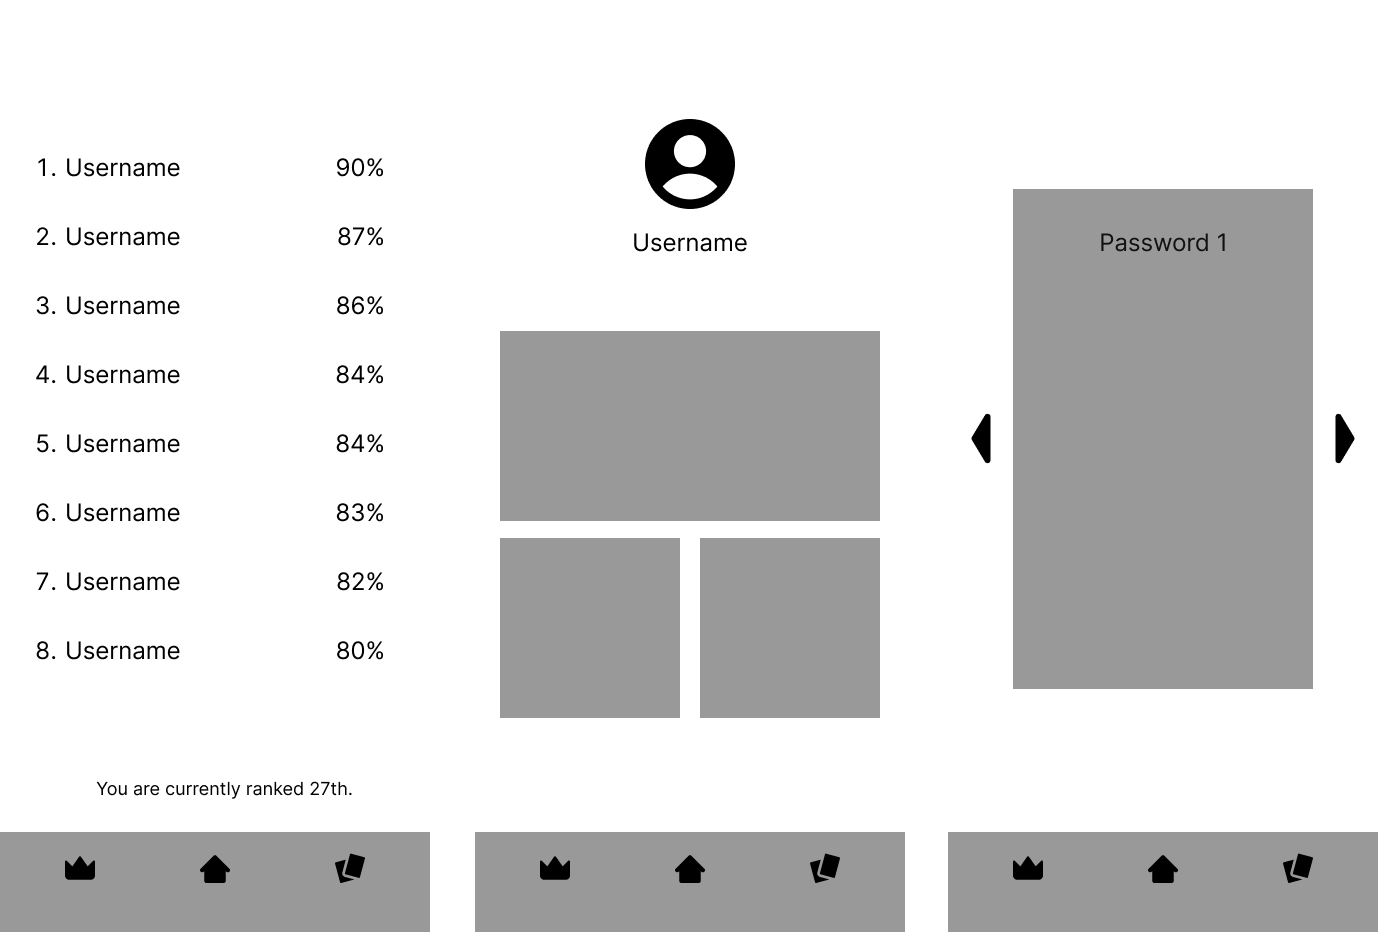 1. Username 90%
2. Username 87%
3. Username 86%
4. Username 84%
5. Username 84%
6. Username 83%
7. Username 82%
8. Username 80%
You are currently ranked 27th.
Username
Password 1